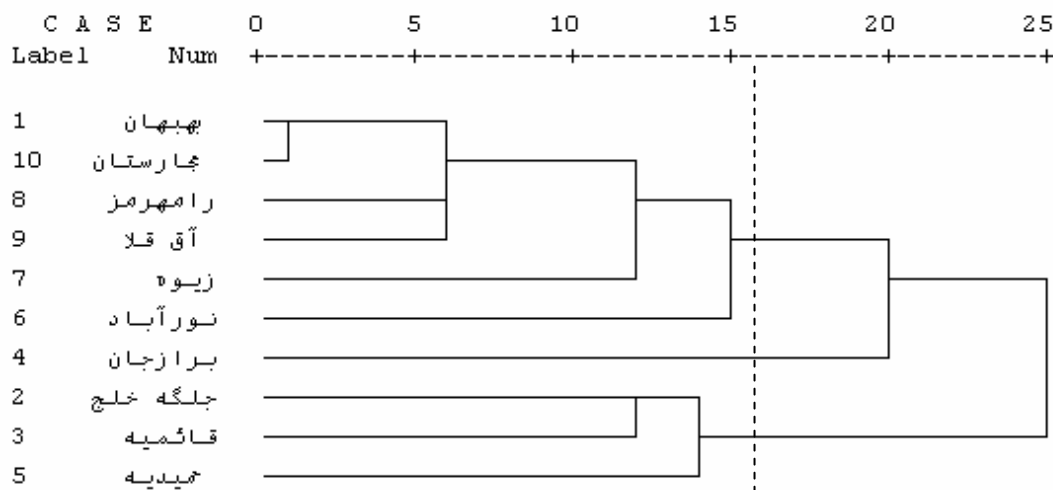 C A S E 0 5 10 15 20 25
Label Num
1 بهبهان
10 مجارستان
8 رامهرمز
9 آق قلا
7 زیوه
6 نورآباد
4 برازجان
2 جلگه خلج
3 قائمیه
5 حمیدیه